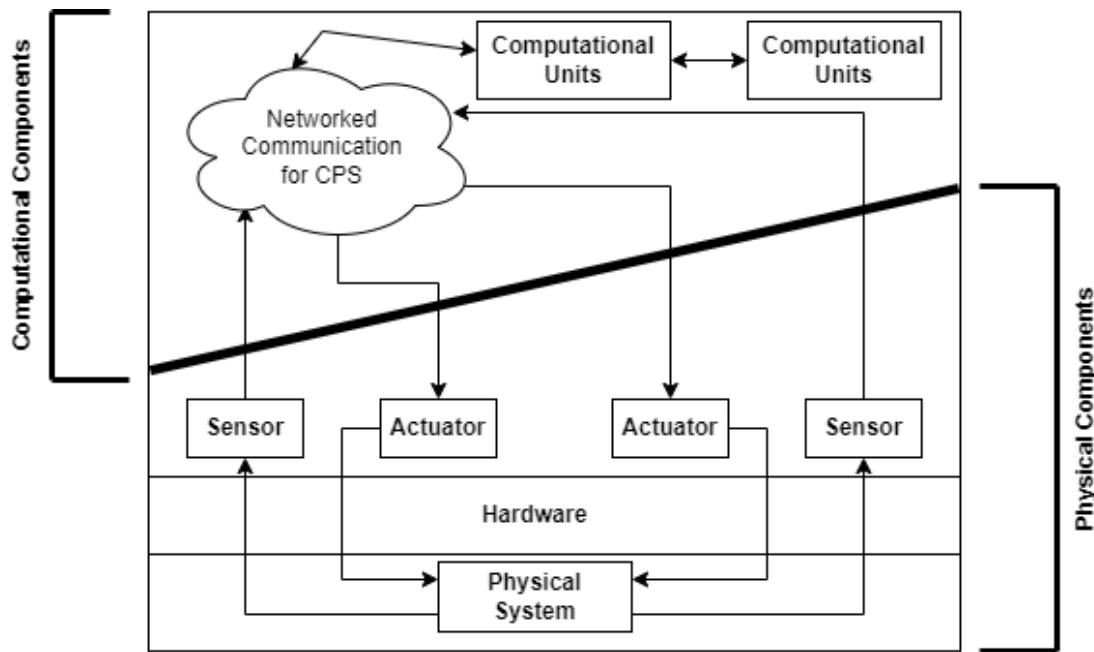 Computational Components
Computational
Units
Computational
Units
Networked
Communication
for CPS
Sensor
Actuator
Actuator
Sensor
Hardware
Physical
System
Physical Components